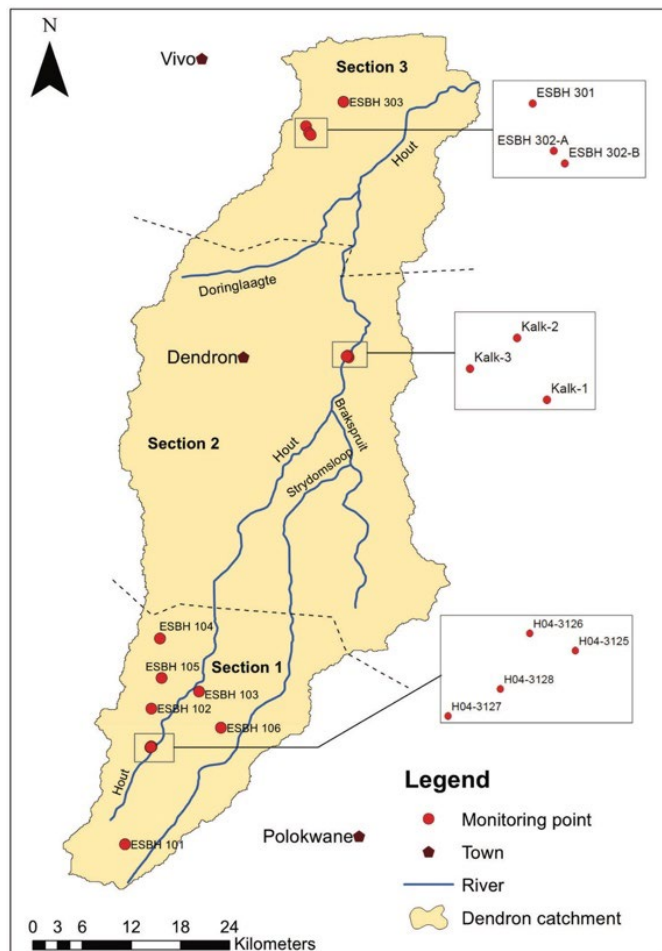 N
Vivo
Section 3
ESBH 303
ESBH 301
ESBH 302-A
ESBH 302-B
Hout
Doringlaagte
Kalk-2
Kalk-3
Kalk-1
Dendron
Brakspruit
Section 2
Hout
Strydomsloop
ESBH 104
H04-3126
H04-3125
Section 1
ESBH 105
ESBH 103
H04-3128
ESBH 102
H04-3127
ESBH 106
Hout
Legend
Monitoring point
Polokwane
Town
ESBH 101
River
Dendron catchment
0 3 6 12 18 24
Kilometers